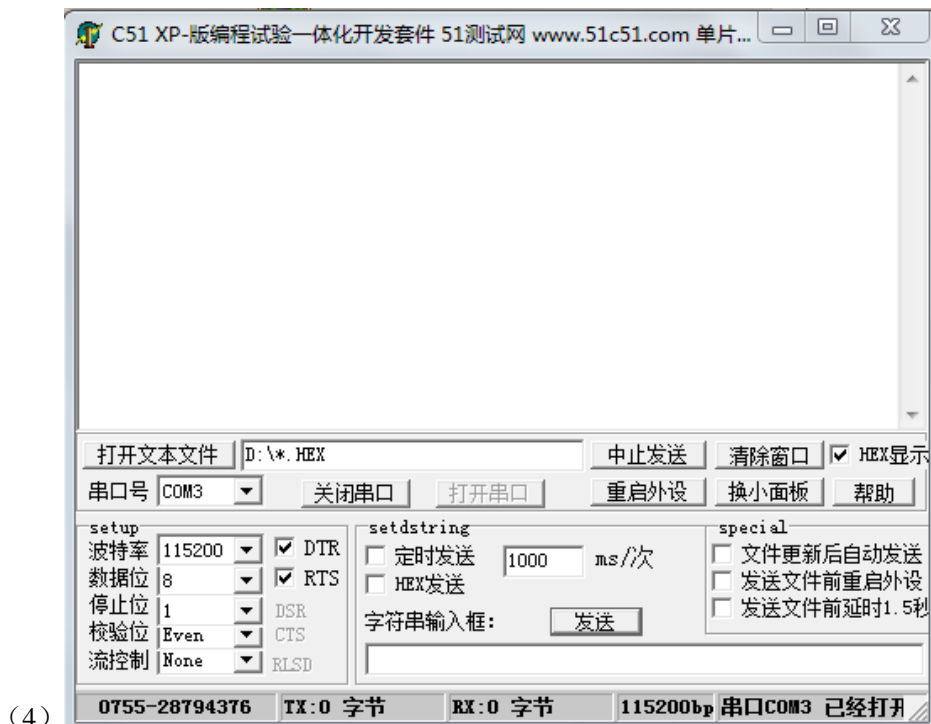 C51 XP-版编程试验一体化开发套件 51测试网 www.51c51.com 单片...
打开文本文件 D:\*.HEX 中止发送 清除窗口 HEX显示
串口号 COM3 关闭串口 打开串口 重启外设 换小面板 帮助
setup setdstring special
波特率 115200 DTR 定时发送 1000 ms//次 文件更新后自动发送
数据位 8 RTS HEX发送 发送文件前重启外设
停止位 1 DSR 字符串输入框: 发送 发送文件前延时1.5秒
校验位 Even CTS
流控制 None RLSD
(4) 0755-28794376 TX:0 字节 RX:0 字节 115200bp 串口COM3 已经打开